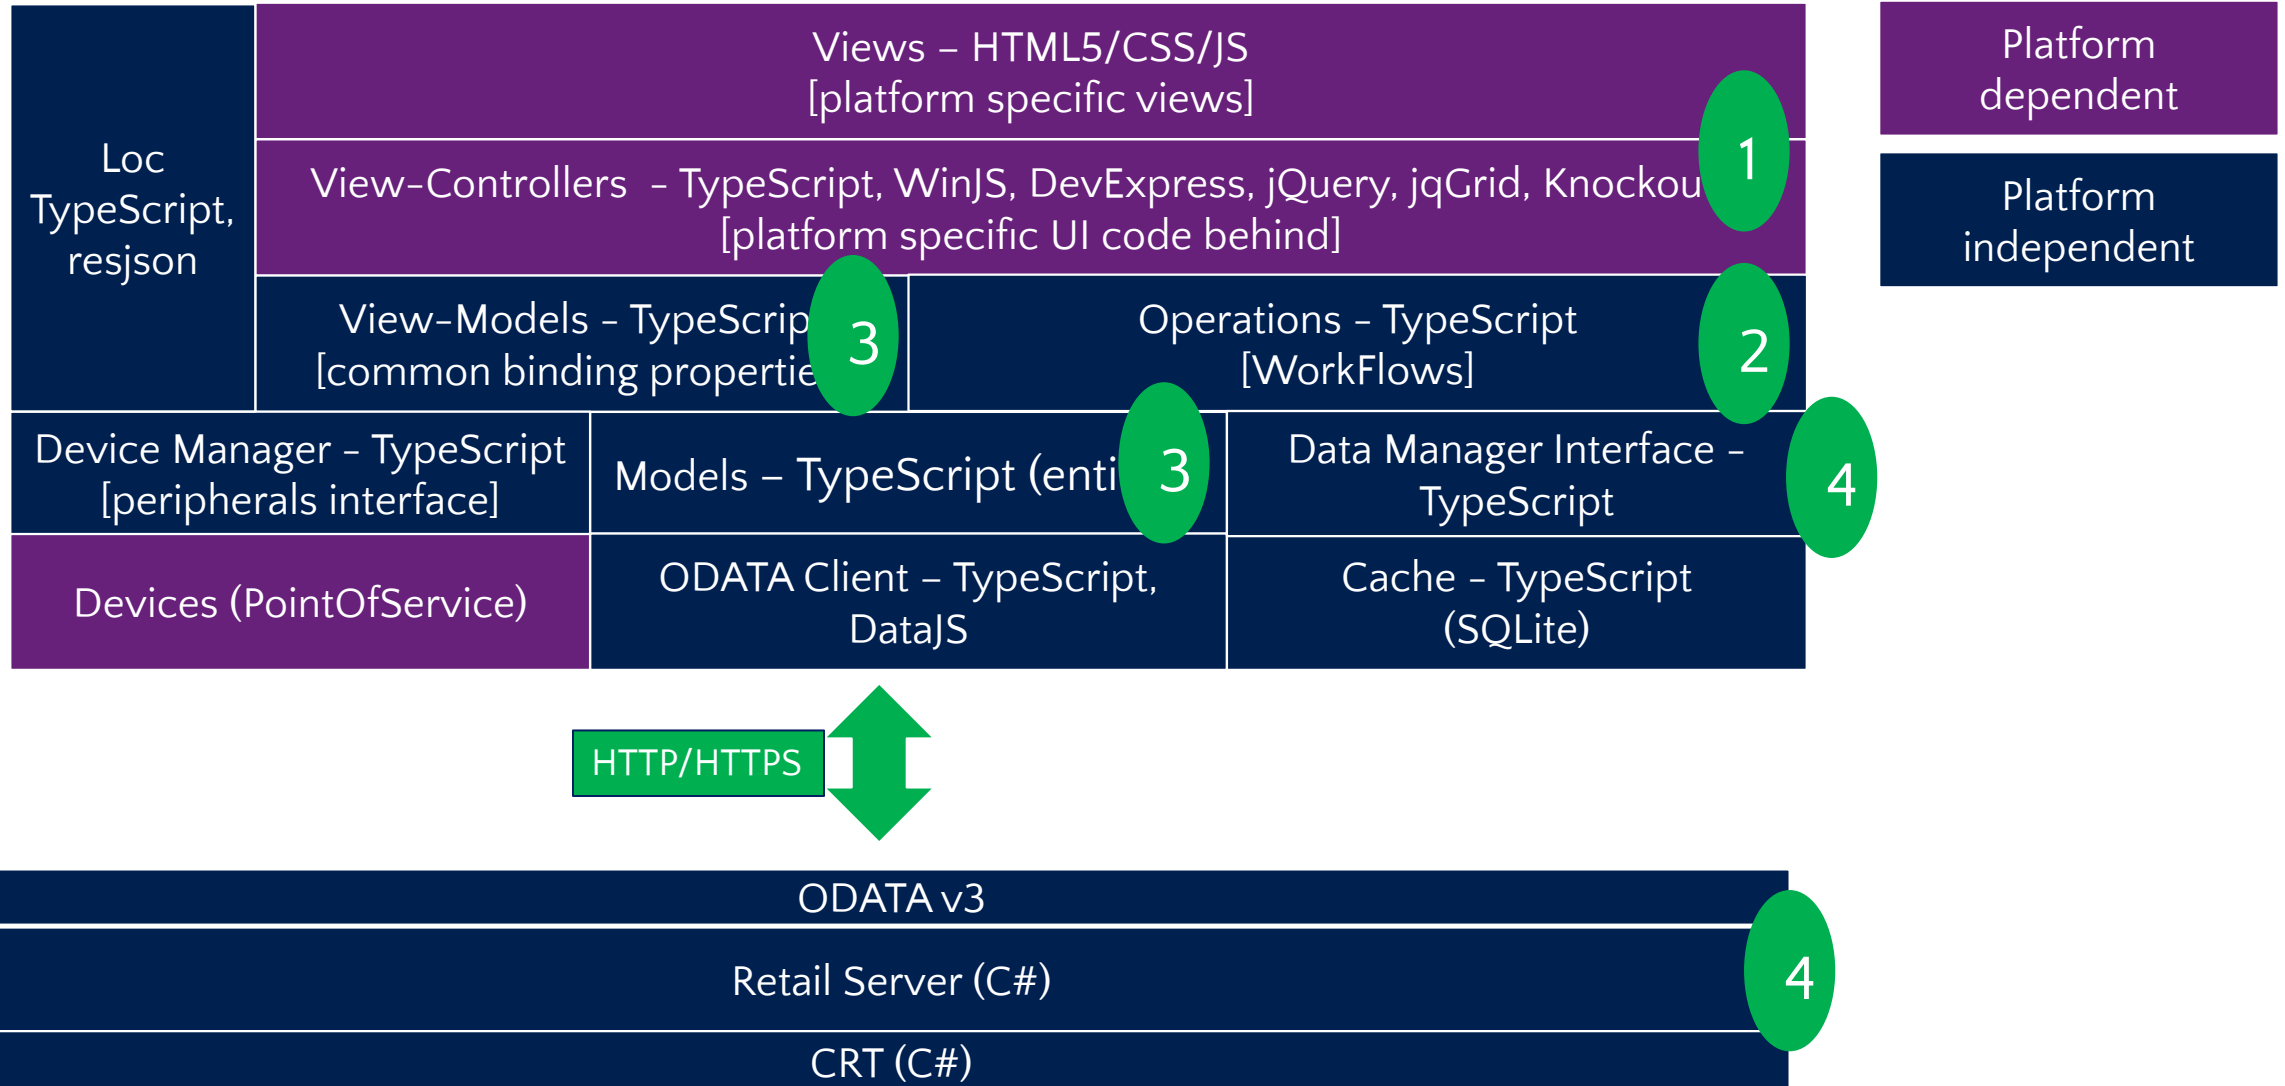 Views – HTML5/CSS/JS
[platform specific views]
Platform
dependent
1
Loc
TypeScript,
resjson
View-Controllers - TypeScript, WinJS, DevExpress, jQuery, jqGrid, Knockou
[platform specific UI code behind]
Platform
independent
View-Models - TypeScrip
[common binding propertie
3
Operations - TypeScript
[WorkFlows]
2
Device Manager - TypeScript
[peripherals interface]
Models – TypeScript (enti
3
Data Manager Interface -
TypeScript
4
Devices (PointOfService)
ODATA Client – TypeScript,
DataJS
Cache - TypeScript
(SQLite)
HTTP/HTTPS
ODATA v3
Retail Server (C#)
4
CRT (C#)